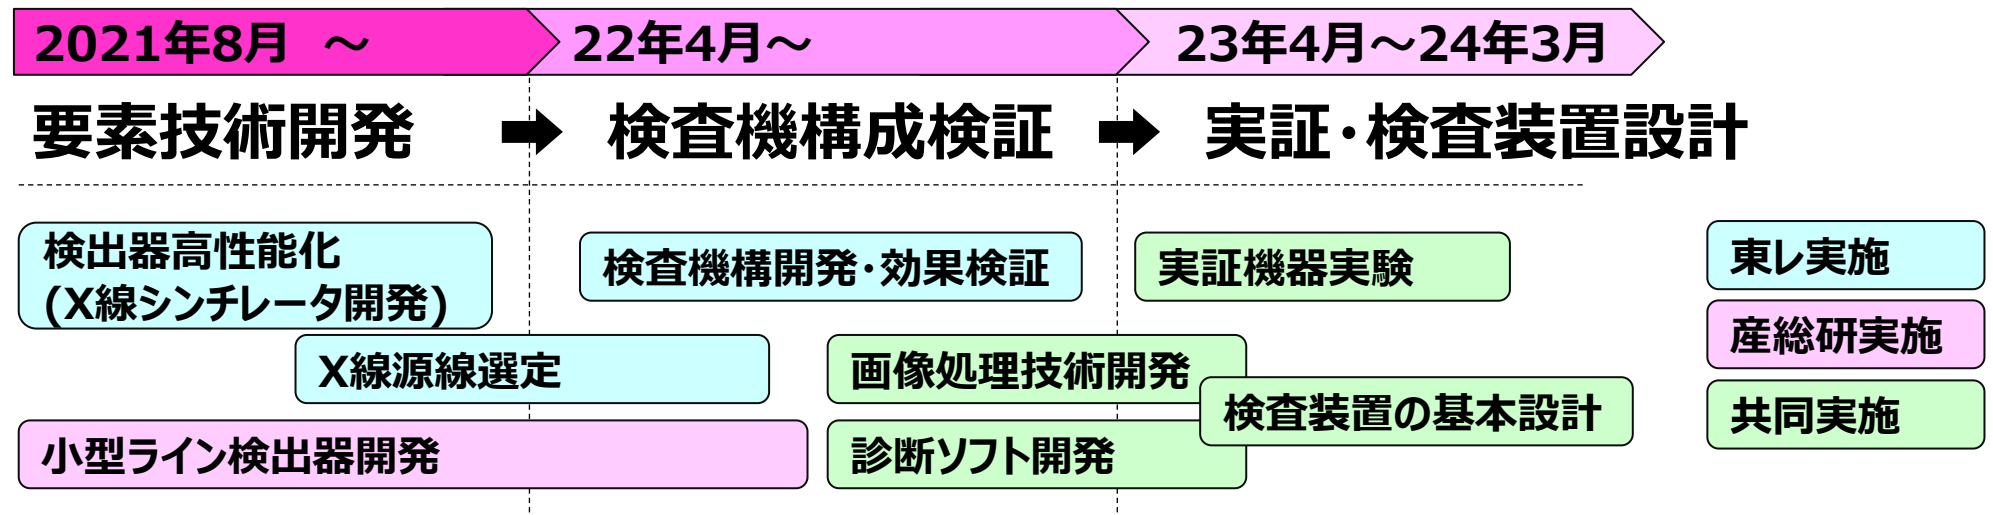 2021年8月 ～
22年4月～
23年4月～24年3月
要素技術開発
検査機構成検証
実証･検査装置設計
検出器高性能化
(X線シンチレータ開発)
検査機構開発･効果検証
実証機器実験
東レ実施
X線源線選定
画像処理技術開発
産総研実施
検査装置の基本設計
共同実施
小型ライン検出器開発
診断ソフト開発